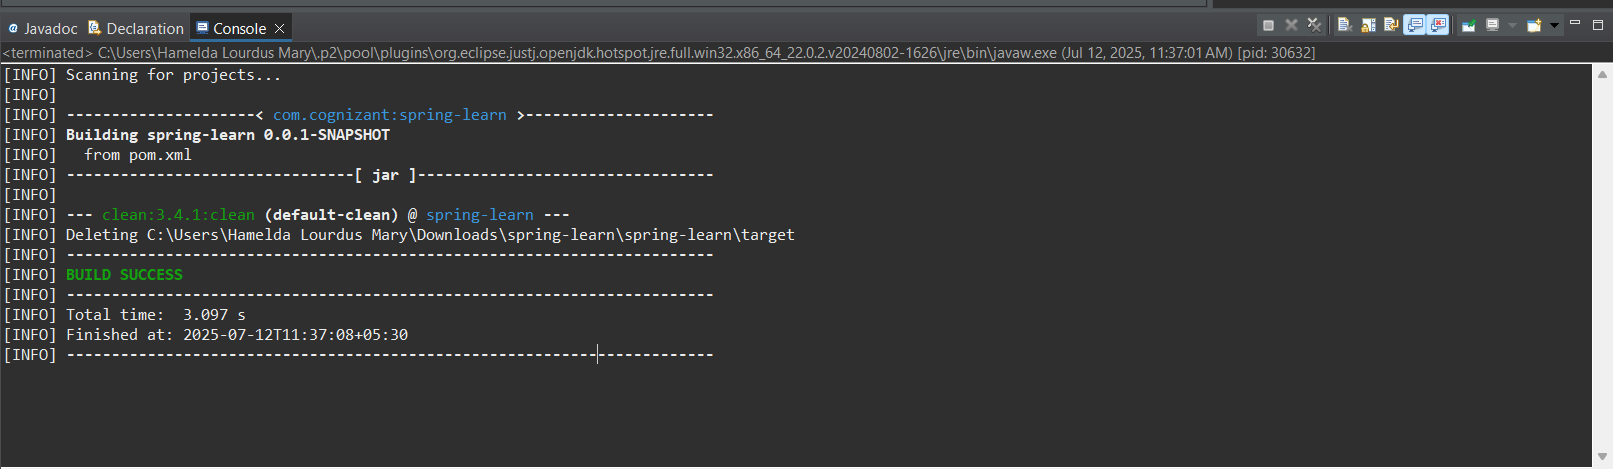 @ Javadoc Declaration Console
<terminated> C:\Users\Hamelda Lourdus Mary\.p2\pool\plugins\org.eclipse.justj.openjdk.hotspot.jre.full.win32.x86_64_22.0.2.v20240802-1626\jre\bin\javaw.exe (Jul 12, 2025, 11:37:01 AM) [pid: 30632]
[INFO] Scanning for projects...
[INFO]
[INFO] ---------------------< com.cognizant:spring-learn >---------------------
[INFO] Building spring-learn 0.0.1-SNAPSHOT
[INFO]   from pom.xml
[INFO] --------------------------------[ jar ]---------------------------------
[INFO]
[INFO] --- clean:3.4.1:clean (default-clean) @ spring-learn ---
[INFO] Deleting C:\Users\Hamelda Lourdus Mary\Downloads\spring-learn\spring-learn\target
[INFO] ------------------------------------------------------------------------
[INFO] BUILD SUCCESS
[INFO] ------------------------------------------------------------------------
[INFO] Total time:  3.097 s
[INFO] Finished at: 2025-07-12T11:37:08+05:30
[INFO] ------------------------------------------------------------------------